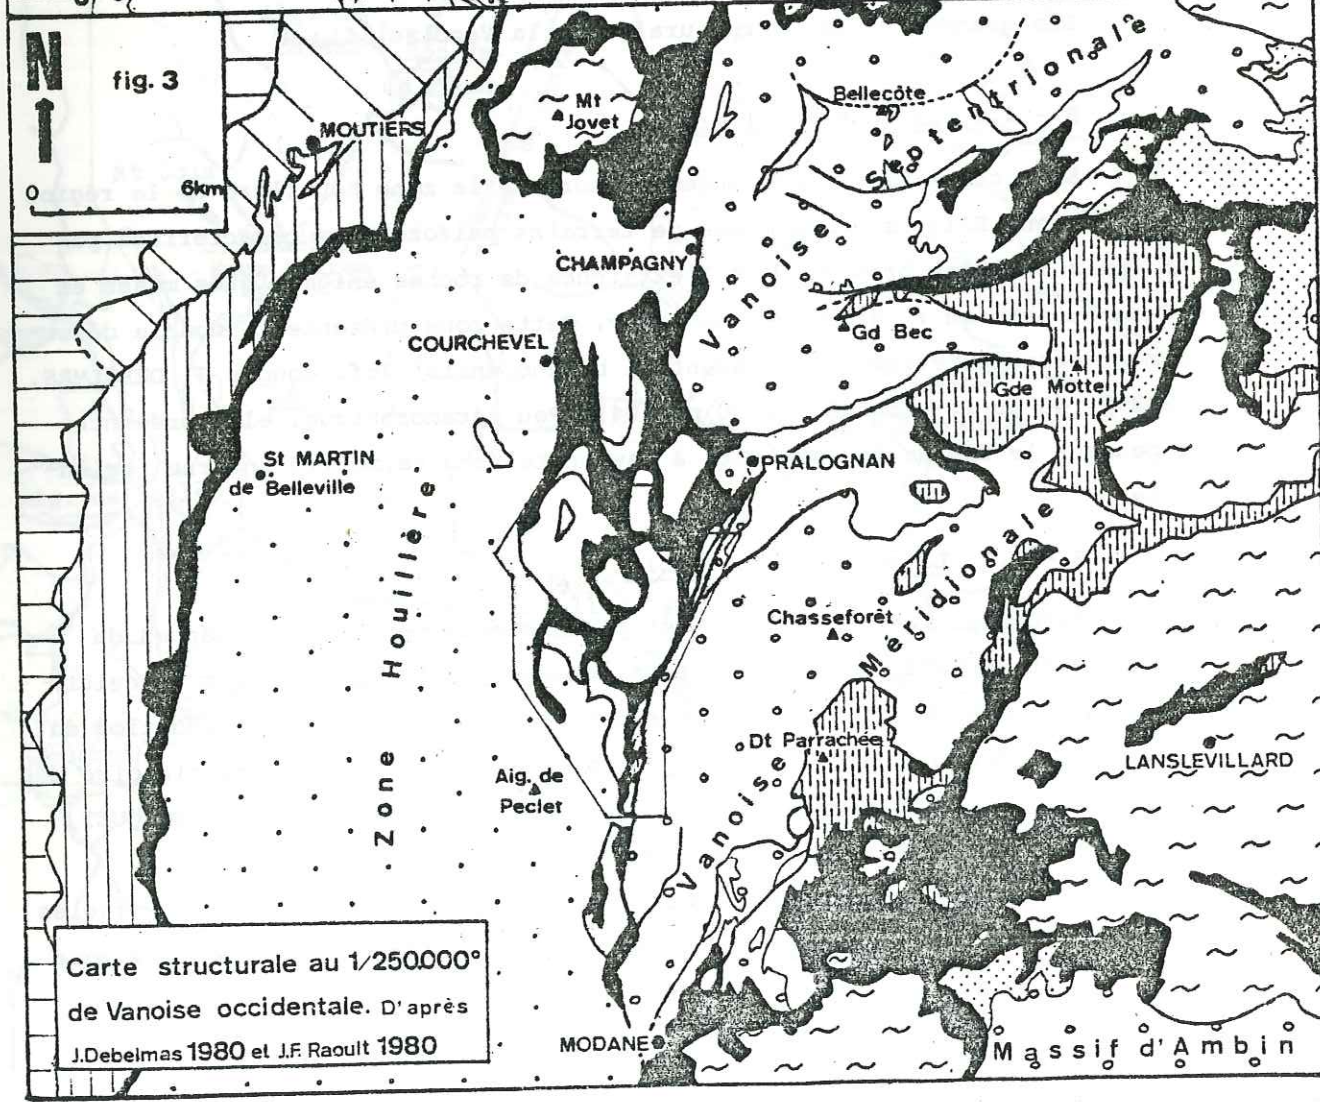 N
fig. 3
0 6km
MOUTIERS
Mt
Jovet
Bellecôte
Vanoise Septentrionale
CHAMPAGNY
COURCHEVEL
Gd Bec
Gde Motte
St MARTIN
de Belleville
PRALOGNAN
Zone Houillère
Chasseforêt
Vanoise Méridionale
Dt Parrachée
Aig. de
Peclet
LANSLEVILLARD
Carte structurale au 1/250.000°
de Vanoise occidentale. D'après
J.Debelmas 1980 et J.F. Raoult 1980
MODANE
Massif d'Ambin